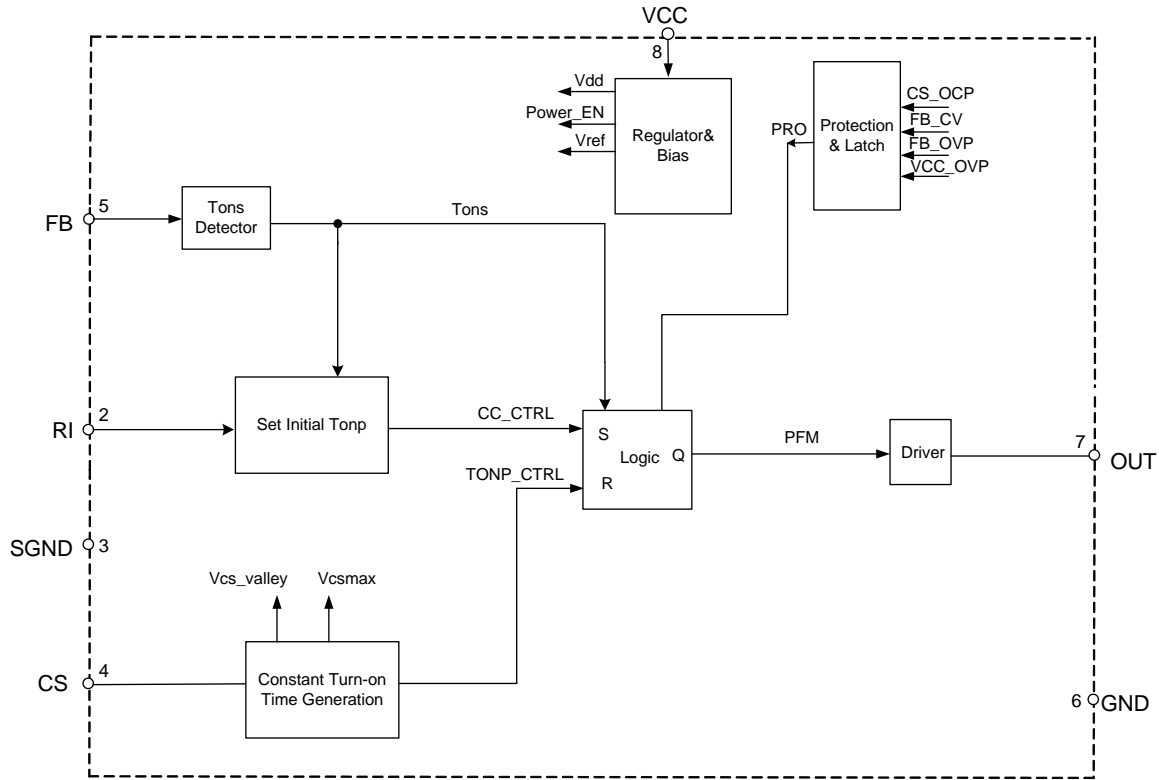 VCC
8
Vdd
Power_EN
Vref
Regulator&
Bias
PRO
Protection
& Latch
CS_OCP
FB_CV
FB_OVP
VCC_OVP
FB
5
Tons
Detector
Tons
RI
2
Set Initial Tonp
CC_CTRL
TONP_CTRL
S
Logic
Q
R
PFM
Driver
7
OUT
SGND
3
Vcs_valley
Vcsmax
CS
4
Constant Turn-on
Time Generation
6
GND